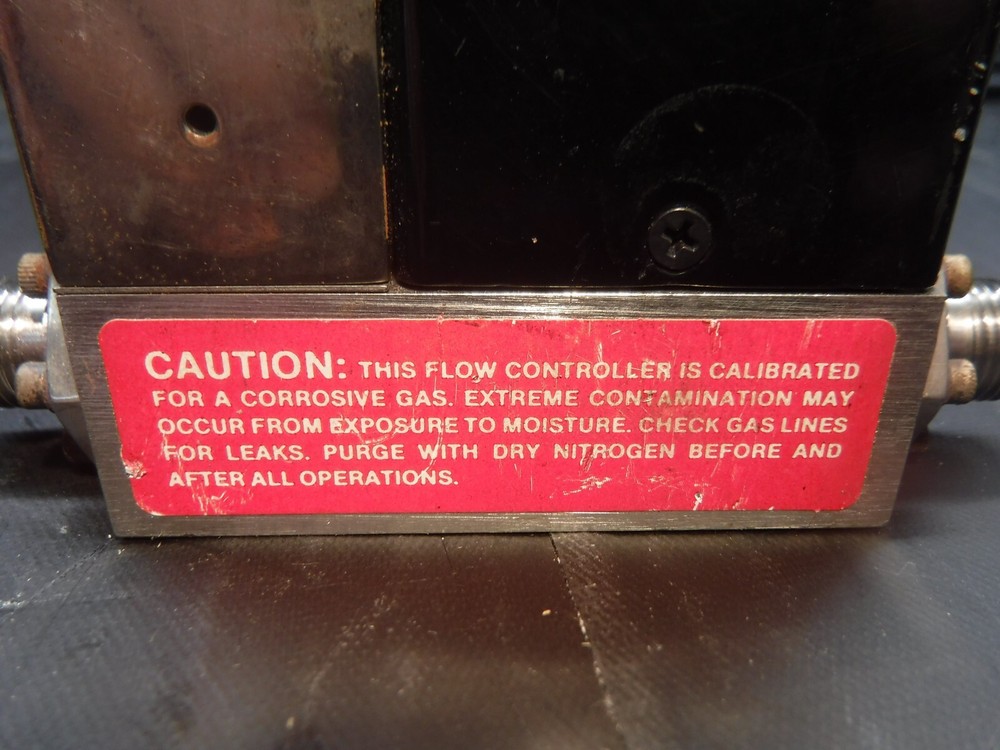 CAUTION: THIS FLOW CONTROLLER IS CALIBRATED
FOR A CORROSIVE GAS. EXTREME CONTAMINATION MAY
OCCUR FROM EXPOSURE TO MOISTURE. CHECK GAS LINES
FOR LEAKS. PURGE WITH DRY NITROGEN BEFORE AND
AFTER ALL OPERATIONS.